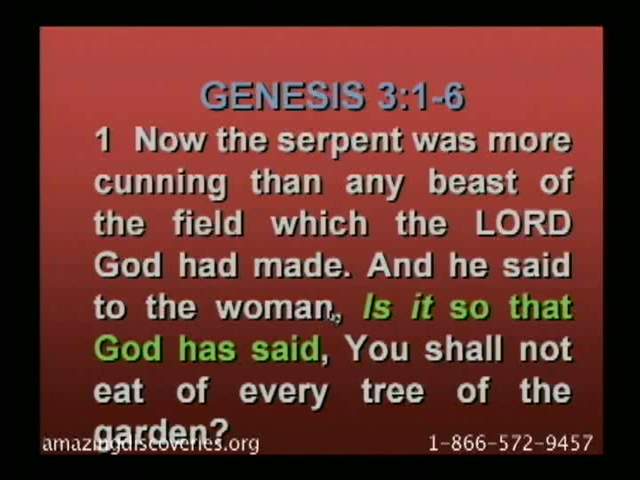 GENESIS 3:1-6
1 Now the serpent was more
cunning than any beast of
the field which the LORD
God had made. And he said
to the woman, Is it so that
God has said, You shall not
eat of every tree of the
garden?
amazingdiscoveries.org 1-866-572-9457